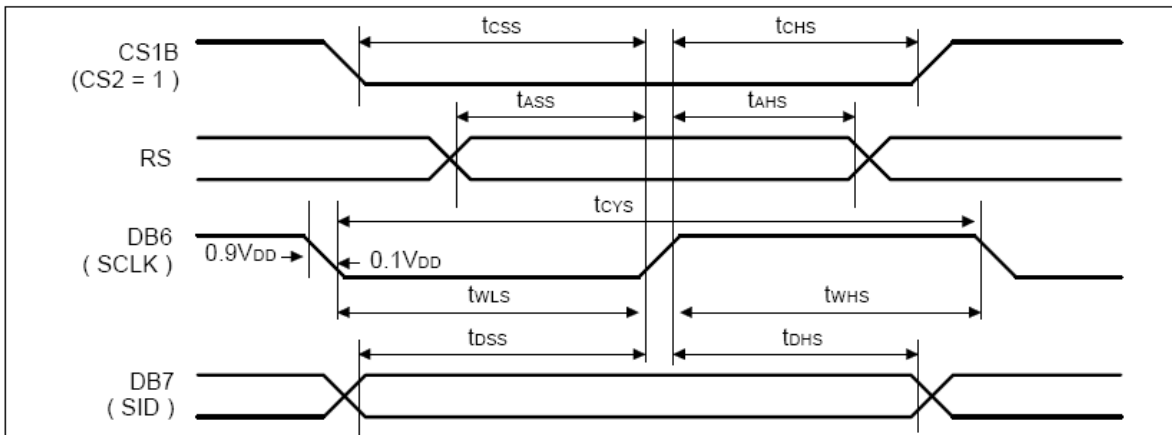 tCSS tCHS
CS1B
(CS2 = 1 )
tASS tAHS
RS
tCYS
DB6
( SCLK )
0.9VDD 0.1VDD
tWLS tWHS
tDSS tDHS
DB7
( SID )